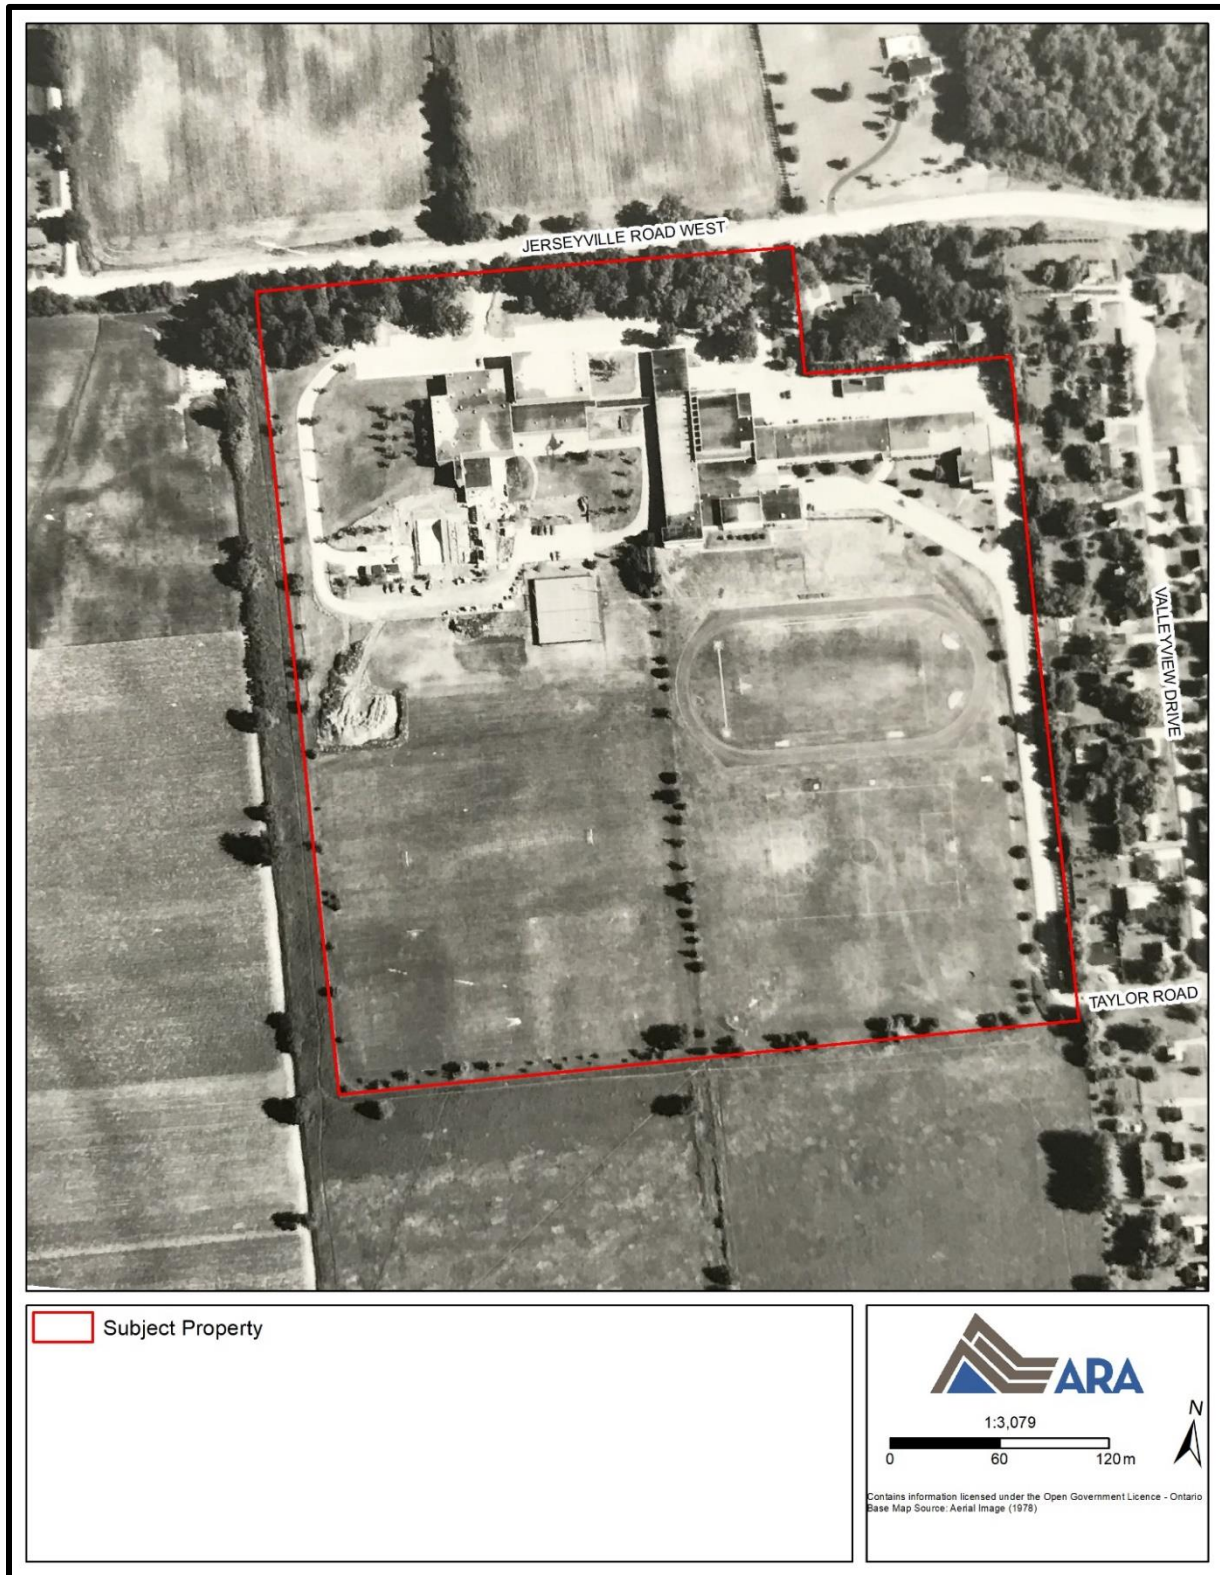 JERSEYVILLE ROAD WEST
VALLEYVIEW DRIVE
TAYLOR ROAD
Subject Property
ARA
1:3,079
N
0 60 120 m
Contains information licensed under the Open Government Licence - Ontario
Base Map Source: Aerial Image (1978)